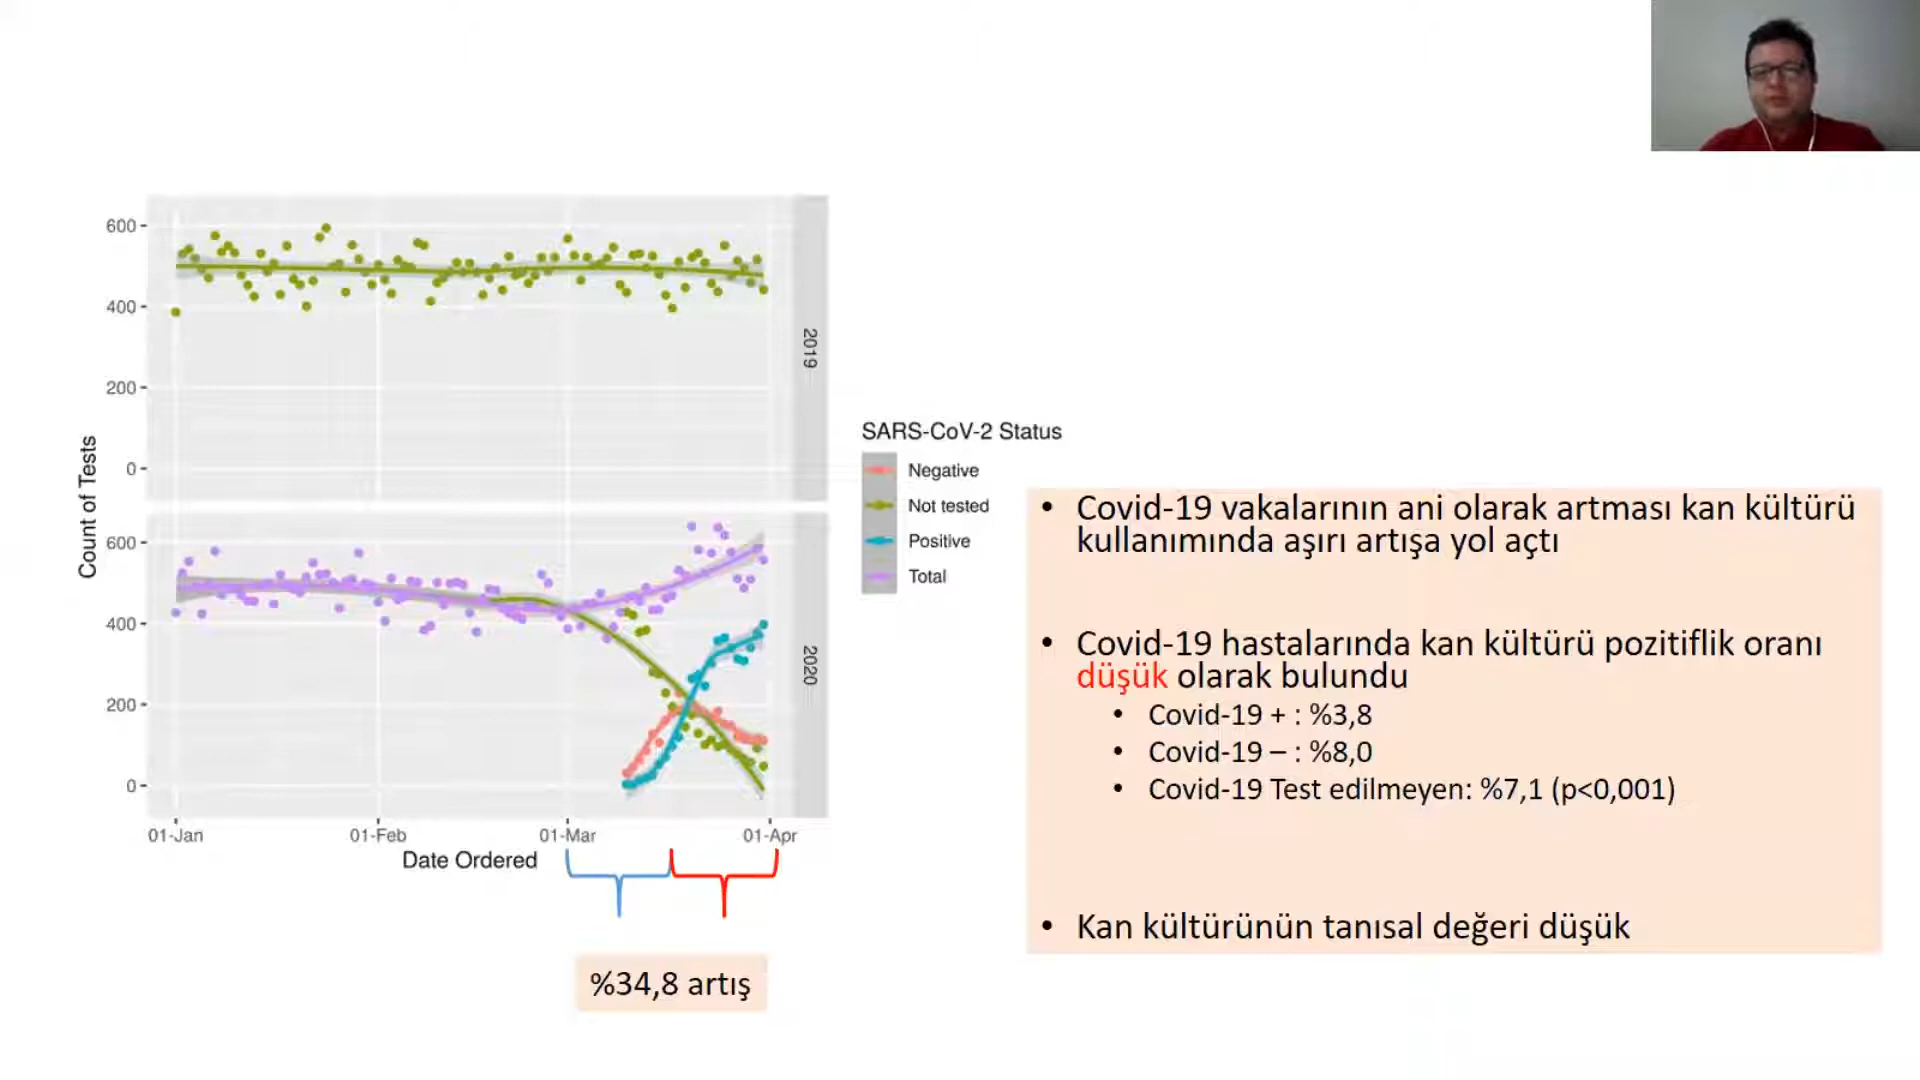 600
400
200
0
2019
Count of Tests
600
400
200
0
2020
01-Jan
01-Feb
01-Mar
01-Apr
Date Ordered
%34,8 artış
SARS-CoV-2 Status
Negative
Not tested
Positive
Total
• Covid-19 vakalarının ani olarak artması kan kültürü
kullanımında aşırı artışa yol açtı
• Covid-19 hastalarında kan kültürü pozitiflik oranı
düşük olarak bulundu
• Covid-19 + : %3,8
• Covid-19 – : %8,0
• Covid-19 Test edilmeyen: %7,1 (p<0,001)
• Kan kültürünün tanısal değeri düşük